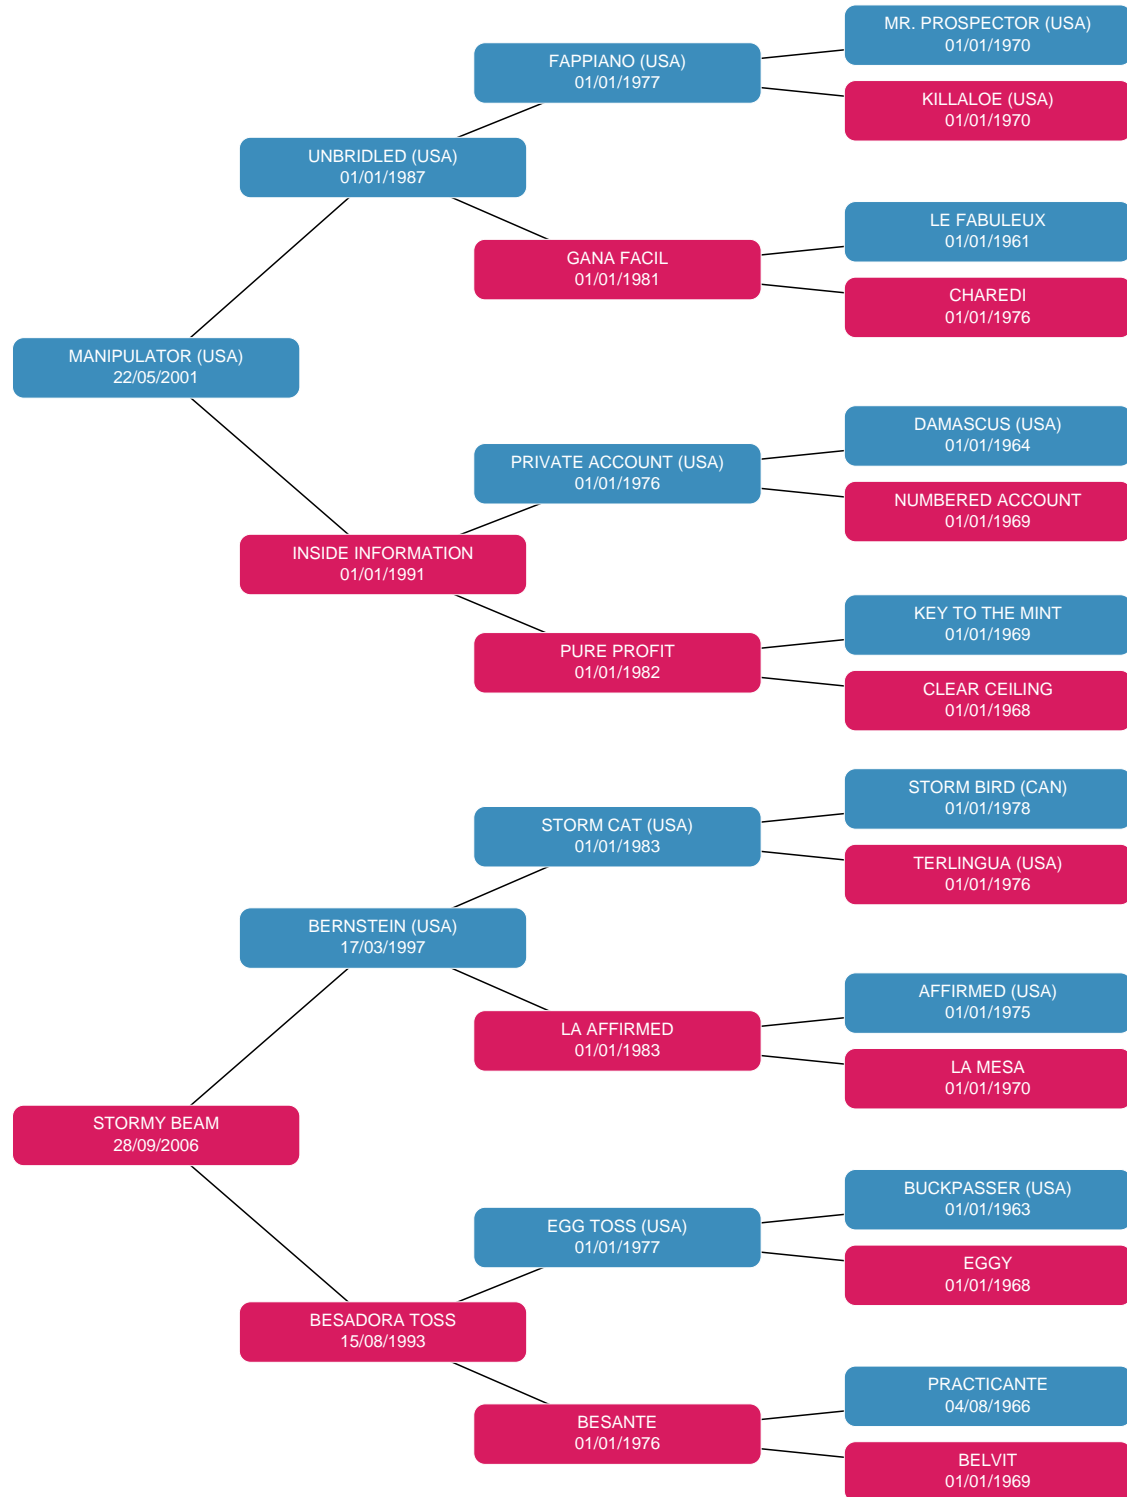 MR. PROSPECTOR (USA)
01/01/1970
FAPPIANO (USA)
01/01/1977
KILLALOE (USA)
01/01/1970
UNBRIDLED (USA)
01/01/1987
LE FABULEUX
01/01/1961
GANA FACIL
01/01/1981
CHAREDI
01/01/1976
MANIPULATOR (USA)
22/05/2001
DAMASCUS (USA)
01/01/1964
PRIVATE ACCOUNT (USA)
01/01/1976
NUMBERED ACCOUNT
01/01/1969
INSIDE INFORMATION
01/01/1991
KEY TO THE MINT
01/01/1969
PURE PROFIT
01/01/1982
CLEAR CEILING
01/01/1968
STORM BIRD (CAN)
01/01/1978
STORM CAT (USA)
01/01/1983
TERLINGUA (USA)
01/01/1976
BERNSTEIN (USA)
17/03/1997
AFFIRMED (USA)
01/01/1975
LA AFFIRMED
01/01/1983
LA MESA
01/01/1970
STORMY BEAM
28/09/2006
BUCKPASSER (USA)
01/01/1963
EGG TOSS (USA)
01/01/1977
EGGY
01/01/1968
BESADORA TOSS
15/08/1993
PRACTICANTE
04/08/1966
BESANTE
01/01/1976
BELVIT
01/01/1969